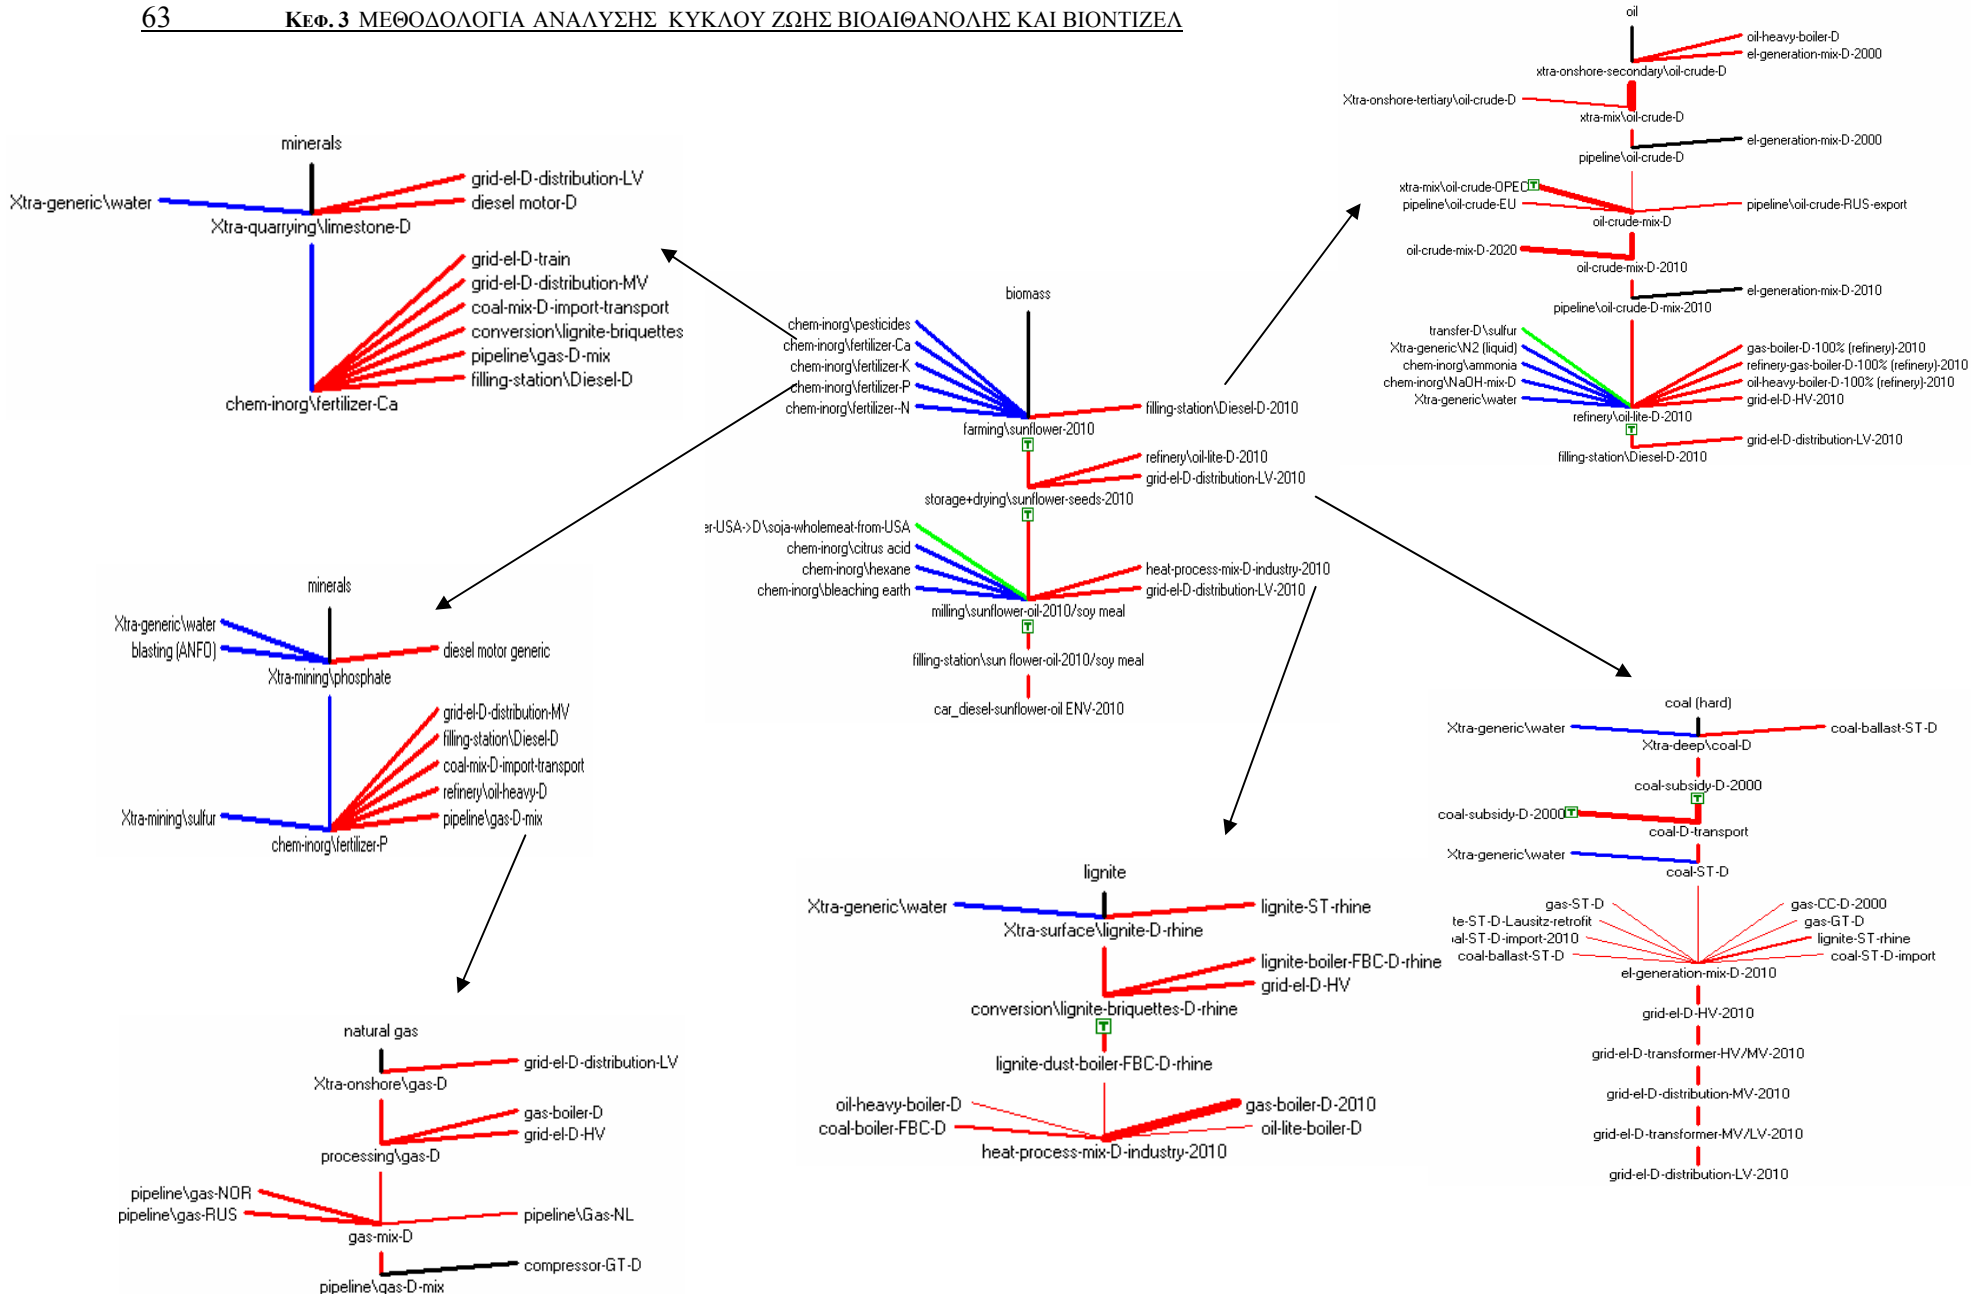 63 ΚΕΦ. 3 ΜΕΘΟΔΟΛΟΓΙΑ ΑΝΑΛΥΣΗΣ ΚΥΚΛΟΥ ΖΩΗΣ ΒΙΟΑΙΘΑΝΟΛΗΣ ΚΑΙ ΒΙΟΝΤΙΖΕΛ
minerals
grid-el-D-distribution-LV
Xtra-generic\water
diesel motor-D
Xtra-quarrying\limestone-D
grid-el-D-train
grid-el-D-distribution-MV
coal-mix-D-import-transport
conversion\lignite-briquettes
pipeline\gas-D-mix
filling-station\Diesel-D
chem-inorg\fertilizer-Ca
oil
oil-heavy-boiler-D
el-generation-mix-D-2000
xtra-onshore-secondary\oil-crude-D
Xtra-onshore-tertiary\oil-crude-D
xtra-mix\oil-crude-D
el-generation-mix-D-2000
pipeline\oil-crude-D
xtra-mix\oil-crude-OPEC T
pipeline\oil-crude-EU
pipeline\oil-crude-RUS-export
oil-crude-mix-D
oil-crude-mix-D-2020
oil-crude-mix-D-2010
el-generation-mix-D-2010
pipeline\oil-crude-D-mix-2010
transfer-D\sulfur
Xtra-generic\N2 (liquid)
chem-inorg\ammonia
chem-inorg\NaOH-mix-D
Xtra-generic\water
gas-boiler-D-100% (refinery)-2010
refinery-gas-boiler-D-100% (refinery)-2010
oil-heavy-boiler-D-100% (refinery)-2010
grid-el-D-HV-2010
refinery\oil-lite-D-2010
T
grid-el-D-distribution-LV-2010
filling-station\Diesel-D-2010
biomass
chem-inorg\pesticides
chem-inorg\fertilizer-Ca
chem-inorg\fertilizer-K
chem-inorg\fertilizer-P
chem-inorg\fertilizer-N
filling-station\Diesel-D-2010
farming\sunflower-2010
T
refinery\oil-lite-D-2010
grid-el-D-distribution-LV-2010
storage+drying\sunflower-seeds-2010
T
er-USA->D\soja-wholemeat-from-USA
chem-inorg\citrus acid
chem-inorg\hexane
chem-inorg\bleaching earth
heat-process-mix-D-industry-2010
grid-el-D-distribution-LV-2010
milling\sunflower-oil-2010/soy meal
T
filling-station\sun flower-oil-2010/soy meal
car_diesel-sunflower-oil ENV-2010
minerals
Xtra-generic\water
blasting (ANFO)
diesel motor generic
Xtra-mining\phosphate
grid-el-D-distribution-MV
filling-station\Diesel-D
coal-mix-D-import-transport
refinery\oil-heavy-D
Xtra-mining\sulfur
pipeline\gas-D-mix
chem-inorg\fertilizer-P
coal (hard)
Xtra-generic\water
coal-ballast-ST-D
Xtra-deep\coal-D
coal-subsidy-D-2000
T
coal-subsidy-D-2000 T
coal-D-transport
Xtra-generic\water
coal-ST-D
gas-ST-D
te-ST-D-Lausitz-retrofit
al-ST-D-import-2010
coal-ballast-ST-D
gas-CC-D-2000
gas-GT-D
lignite-ST-rhine
coal-ST-D-import
el-generation-mix-D-2010
grid-el-D-HV-2010
grid-el-D-transformer-HV/MV-2010
grid-el-D-distribution-MV-2010
grid-el-D-transformer-MV/LV-2010
grid-el-D-distribution-LV-2010
lignite
Xtra-generic\water
lignite-ST-rhine
Xtra-surface\lignite-D-rhine
lignite-boiler-FBC-D-rhine
grid-el-D-HV
conversion\lignite-briquettes-D-rhine
T
lignite-dust-boiler-FBC-D-rhine
oil-heavy-boiler-D
coal-boiler-FBC-D
gas-boiler-D-2010
oil-lite-boiler-D
heat-process-mix-D-industry-2010
natural gas
grid-el-D-distribution-LV
Xtra-onshore\gas-D
gas-boiler-D
grid-el-D-HV
processing\gas-D
pipeline\gas-NOR
pipeline\gas-RUS
pipeline\Gas-NL
gas-mix-D
compressor-GT-D
pipeline\gas-D-mix